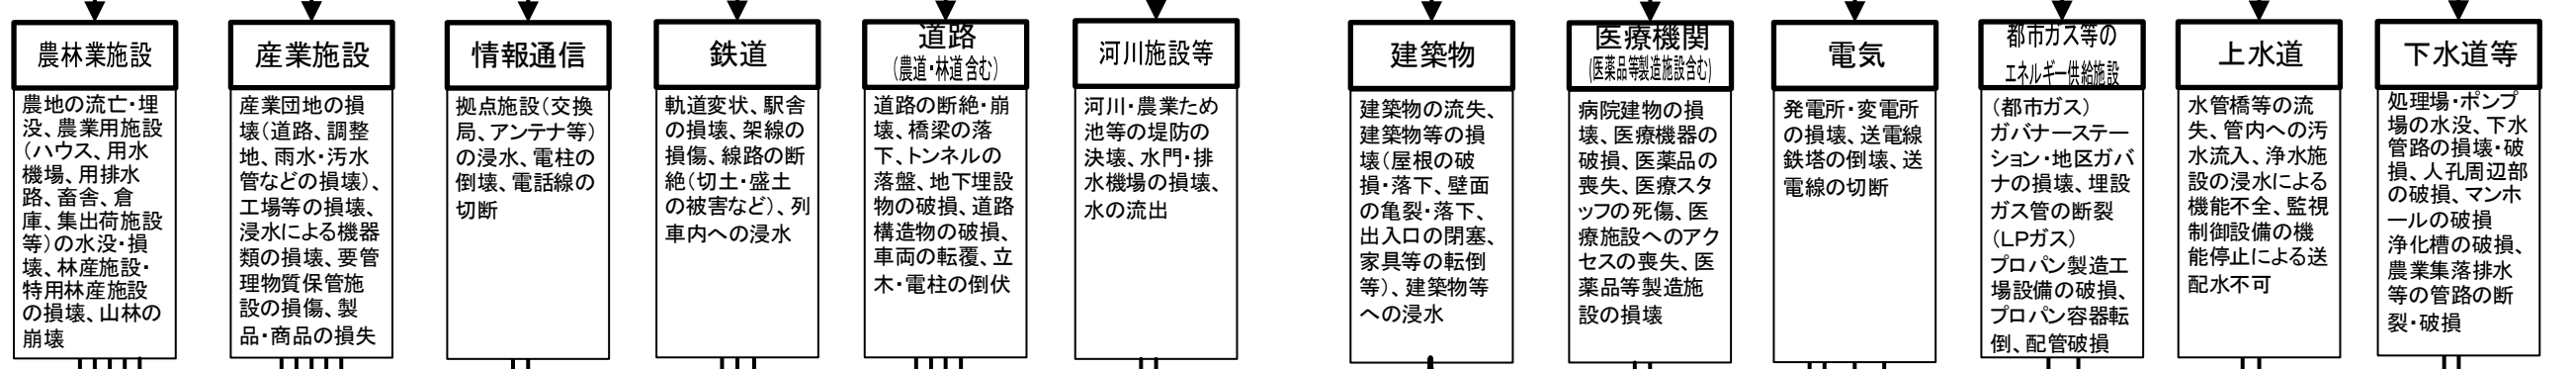 農林業施設
農地の流亡・埋
没、農業用施設
（ハウス、用水
機場、用排水
路、畜舎、倉
庫、集出荷施設
等）の水没・損
壊、林産施設・
特用林産施設
の損壊、山林の
崩壊
産業施設
産業団地の損
壊（道路、調整
地、雨水・汚水
管などの損壊）、
工場等の損壊、
浸水による機器
類の損壊、要管
理物質保管施
設の損傷、製
品・商品の損失
情報通信
拠点施設（交換
局、アンテナ等）
の浸水、電柱の
倒壊、電話線の
切断
鉄道
軌道変状、駅舎
の損壊、架線の
損傷、線路の断
絶（切土・盛土
の被害など）、列
車内への浸水
道路
（農道・林道含む）
道路の断絶・崩
壊、橋梁の落
下、トンネルの
落盤、地下埋設
物の破損、道路
構造物の破損、
車両の転覆、立
木・電柱の倒伏
河川施設等
河川・農業ため
池等の堤防の
決壊、水門・排
水機場の損壊、
水の流出
建築物
建築物の流失、
建築物等の損
壊（屋根の破
損・落下、壁面
の亀裂・落下、
出入口の閉塞、
家具等の転倒
等）、建築物等
への浸水
医療機関
（医薬品等製造施設含む）
病院建物の損
壊、医療機器の
破損、医薬品の
喪失、医療スタ
ッフの死傷、医
療施設へのアク
セスの喪失、医
薬品等製造施
設の損壊
電気
発電所・変電所
の損壊、送電線
鉄塔の倒壊、送
電線の切断
都市ガス等の
エネルギー供給施設
（都市ガス）
ガバナーステー
ション・地区ガバ
ナの損壊、埋設
ガス管の断裂
（ＬＰガス）
プロパン製造工
場設備の破損、
プロパン容器転
倒、配管破損
上水道
水管橋等の流
失、管内への汚
水流入、浄水施
設の浸水による
機能不全、監視
制御設備の機
能停止による送
配水不可
下水道等
処理場・ポンプ
場の水没、下水
管路の損壊・破
損、人孔周辺部
の破損、マンホ
ールの破損
浄化槽の破損、
農業集落排水
等の管路の断
裂・破損